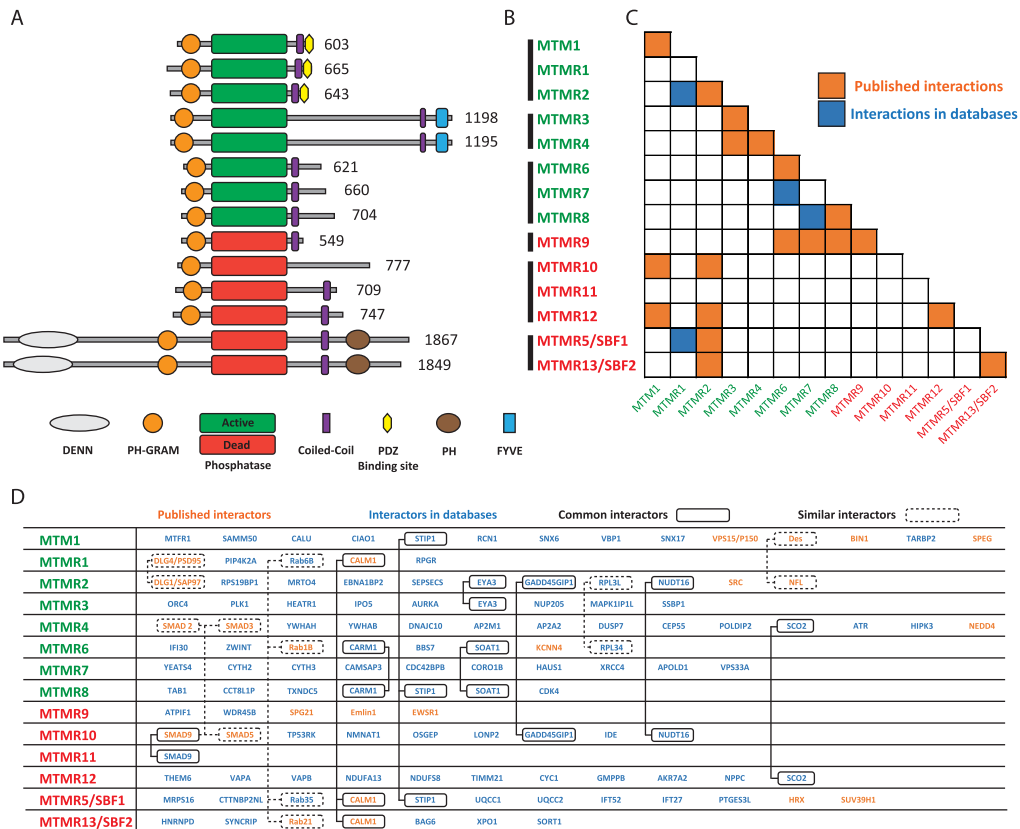 A
B
C
603
665
643
1198
1195
621
660
704
549
777
709
747
1867
1849
DENN
PH-GRAM
Active
Dead
Phosphatase
Coiled-Coil
PDZ
Binding site
PH
FYVE
MTM1
MTMR1
MTMR2
MTMR3
MTMR4
MTMR6
MTMR7
MTMR8
MTMR9
MTMR10
MTMR11
MTMR12
MTMR5/SBF1
MTMR13/SBF2
Published interactions
Interactions in databases
MTM1
MTMR1
MTMR2
MTMR3
MTMR4
MTMR6
MTMR7
MTMR8
MTMR9
MTMR10
MTMR11
MTMR12
MTMR5/SBF1
MTMR13/SBF2
D
Published interactors Interactors in databases Common interactors Similar interactors
MTM1 MTFR1 SAMM50 CALU CIAO1 STIP1 RCN1 SNX6 VBP1 SNX17 VPS15/P150 Des BIN1 TARBP2 SPEG
MTMR1 DLG4/PSD95 PIP4K2A Rab6B CALM1 RPGR
MTMR2 DLG1/SAP97 RPS19BP1 MRTO4 EBNA1BP2 SEPSECS EYA3 GADD45GIP1 RPL3L NUDT16 SRC NFL
MTMR3 ORC4 PLK1 HEATR1 IPO5 AURKA EYA3 NUP205 MAPK1IP1L SSBP1
MTMR4 SMAD 2 SMAD3 YWHAH YWHAB DNAJC10 AP2M1 AP2A2 DUSP7 CEP55 POLDIP2 SCO2 ATR HIPK3 NEDD4
MTMR6 IFI30 ZWINT Rab1B CARM1 BBS7 SOAT1 KCNN4 RPL34
MTMR7 YEATS4 CYTH2 CYTH3 CAMSAP3 CDC42BPB CORO1B HAUS1 XRCC4 APOLD1 VPS33A
MTMR8 TAB1 CCT8L1P TXNDC5 CARM1 STIP1 SOAT1 CDK4
MTMR9 ATPIF1 WDR45B SPG21 Emlin1 EWSR1
MTMR10 SMAD9 SMAD5 TP53RK NMNAT1 OSGEP LONP2 GADD45GIP1 IDE NUDT16
MTMR11 SMAD9
MTMR12 THEM6 VAPA VAPB NDUFA13 NDUFS8 TIMM21 CYC1 GMPPB AKR7A2 NPPC SCO2
MTMR5/SBF1 MRPS16 CTTNBP2NL Rab35 CALM1 STIP1 UQCC1 UQCC2 IFT52 IFT27 PTGES3L HRX SUV39H1
MTMR13/SBF2 HNRNPD SYNCRIP Rab21 CALM1 BAG6 XPO1 SORT1